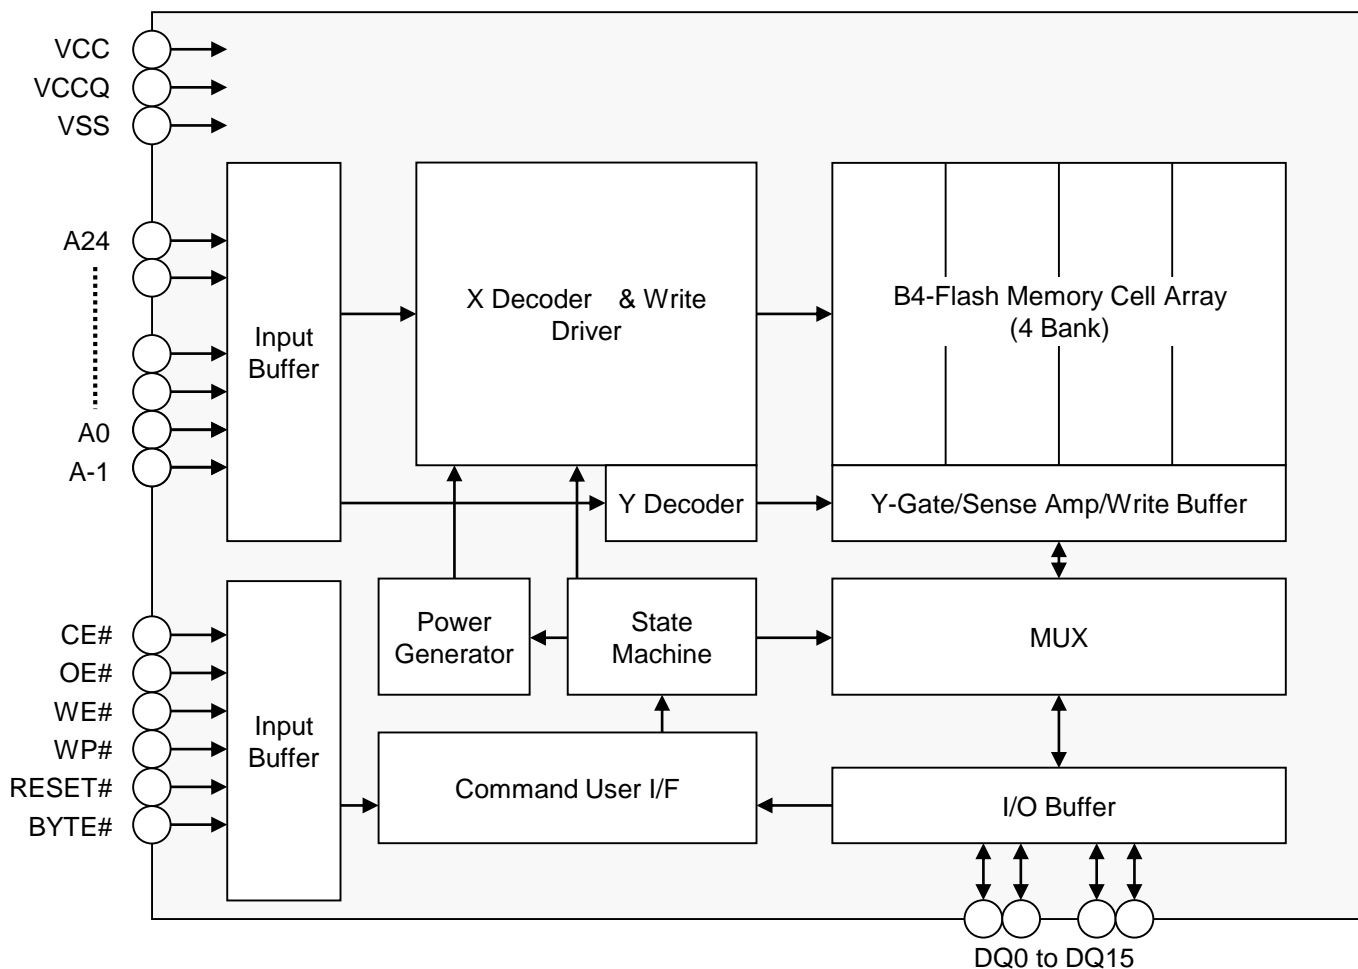 VCC
VCCQ
VSS
A24
A0
A-1
Input
Buffer
X Decoder & Write
Driver
B4-Flash Memory Cell Array
(4 Bank)
Y Decoder
Y-Gate/Sense Amp/Write Buffer
CE#
OE#
WE#
WP#
RESET#
BYTE#
Input
Buffer
Power
Generator
State
Machine
MUX
Command User I/F
I/O Buffer
DQ0 to DQ15